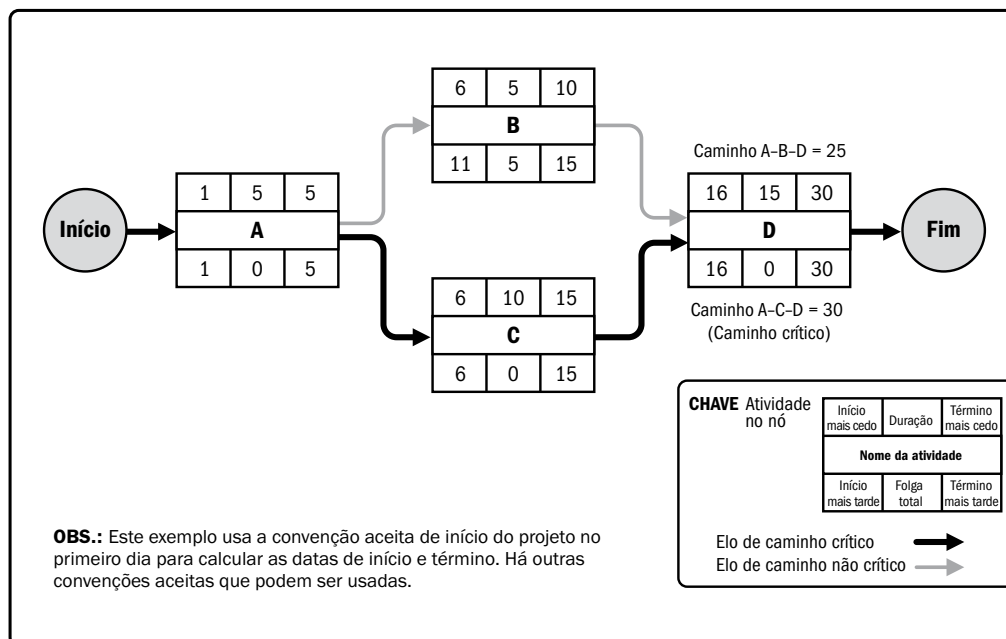 Início
1 5 5
A
1 0 5
6 5 10
B
11 5 15
6 10 15
C
6 0 15
Caminho A–B–D = 25
16 15 30
D
16 0 30
Caminho A–C–D = 30
(Caminho crítico)
Fim
CHAVE Atividade
no nó
Início
mais cedo
Duração
Término
mais cedo
Nome da atividade
Início
mais tarde
Folga
total
Término
mais tarde
Elo de caminho crítico
Elo de caminho não crítico
OBS.: Este exemplo usa a convenção aceita de início do projeto no
primeiro dia para calcular as datas de início e término. Há outras
convenções aceitas que podem ser usadas.